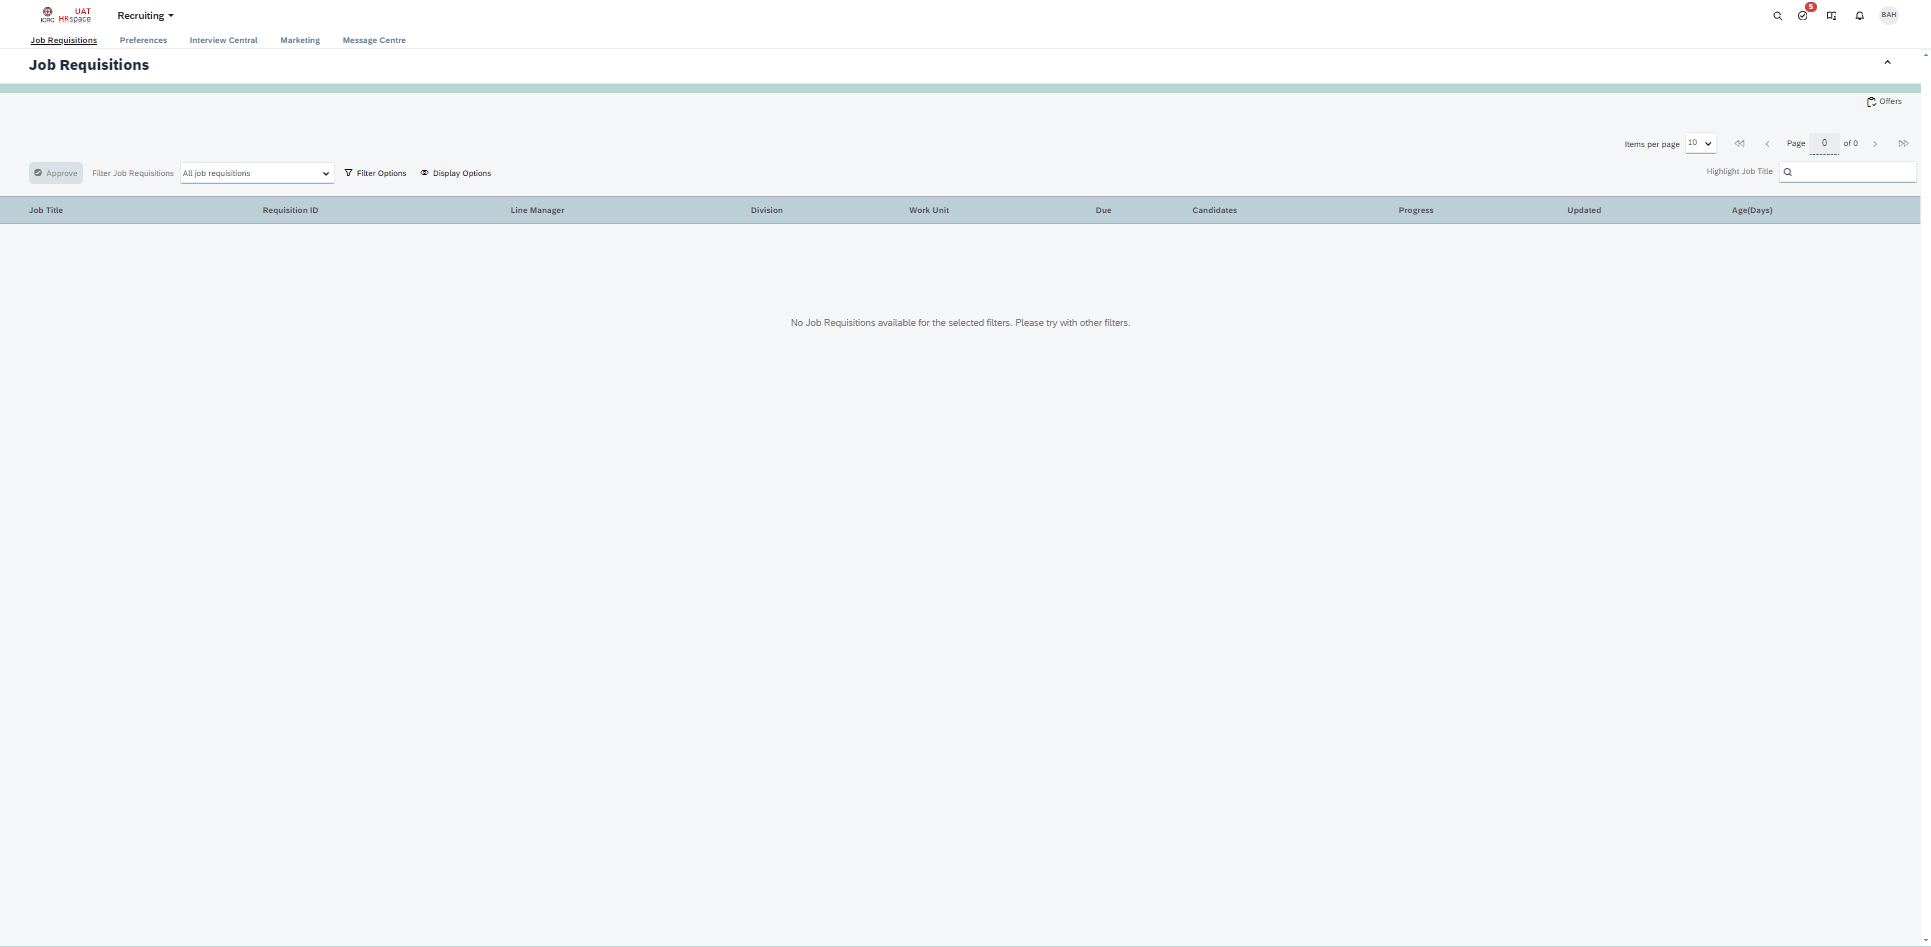 UAT
ICRC HRspace
Recruiting
5
BAH
Job Requisitions Preferences Interview Central Marketing Message Centre
Job Requisitions
Offers
Items per page 10 Page 0 of 0
Approve Filter Job Requisitions All job requisitions Filter Options Display Options Highlight Job Title
Job Title Requisition ID Line Manager Division Work Unit Due Candidates Progress Updated Age(Days)
No Job Requisitions available for the selected filters. Please try with other filters.